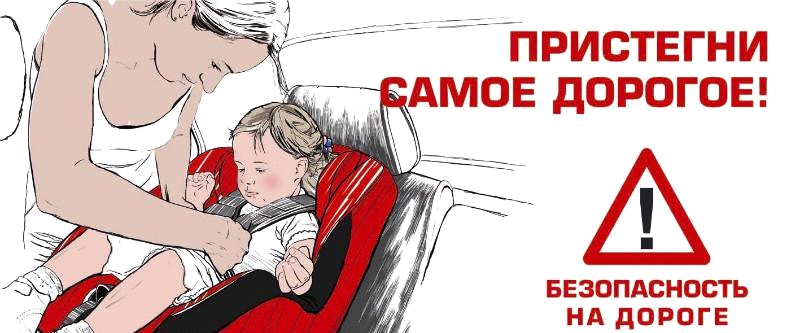 ПРИСТЕГНИ
САМОЕ ДОРОГОЕ!
!
БЕЗОПАСНОСТЬ
НА ДОРОГЕ